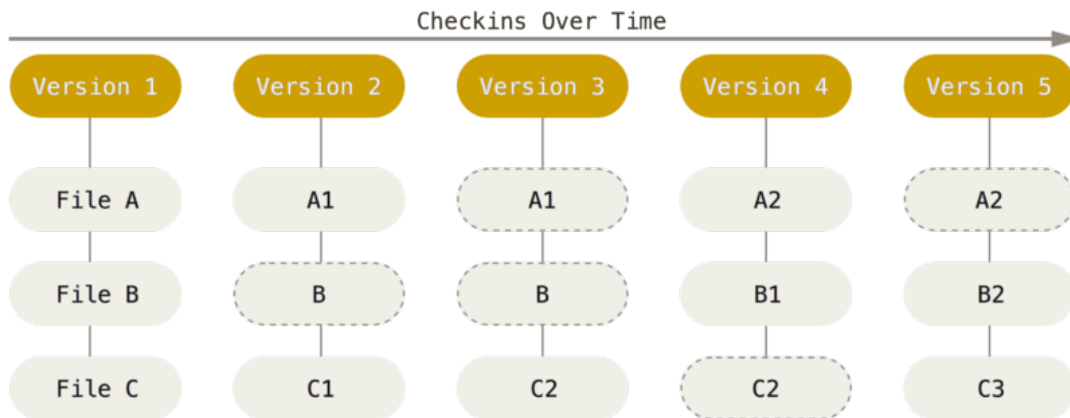 Checkins Over Time
Version 1 Version 2 Version 3 Version 4 Version 5
File A A1 A1 A2 A2
File B B B B1 B2
File C C1 C2 C2 C3